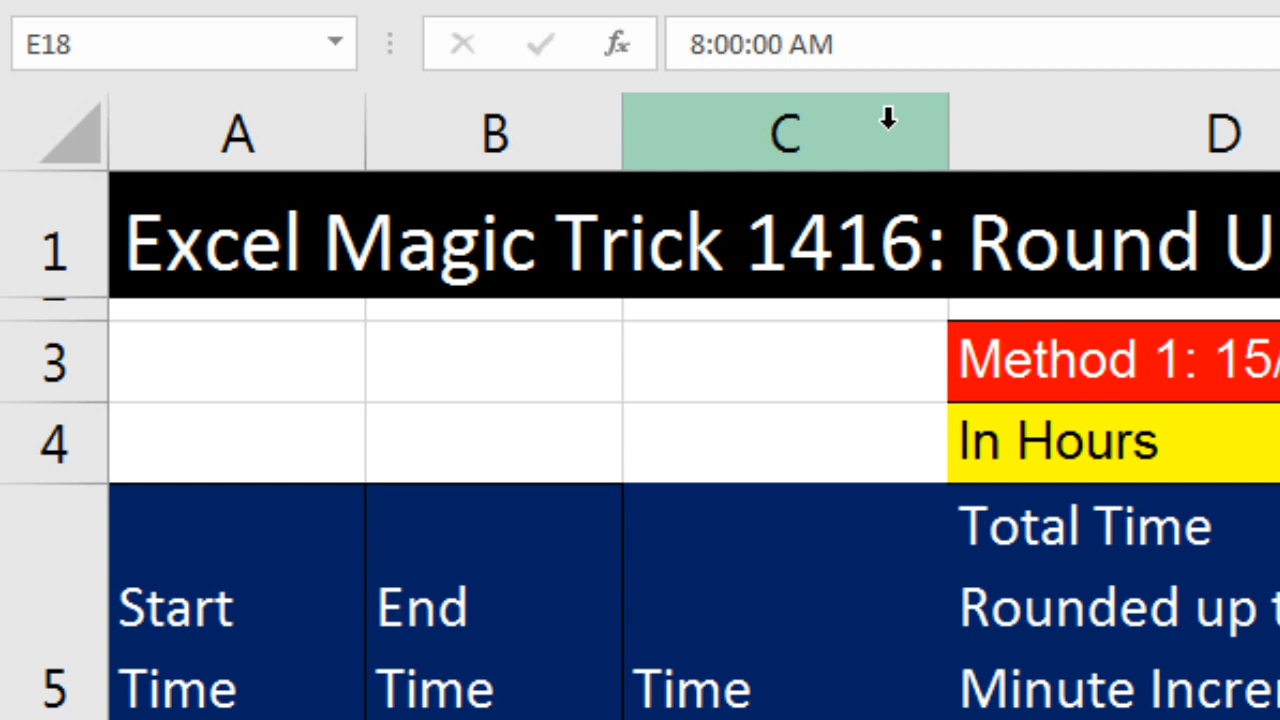 E18 fx 8:00:00 AM
A B C D
1 Excel Magic Trick 1416: Round U
3 Method 1: 15/
4 In Hours
Total Time
Start End Rounded up t
5 Time Time Time Minute Incre